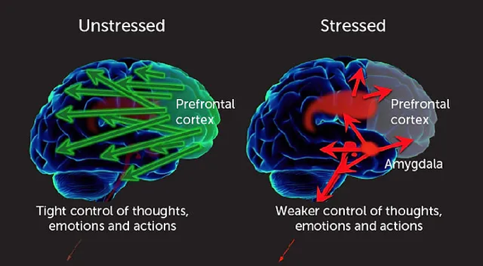 Unstressed
Prefrontal
cortex
Tight control of thoughts,
emotions and actions
Stressed
Prefrontal
cortex
Amygdala
Weaker control of thoughts,
emotions and actions